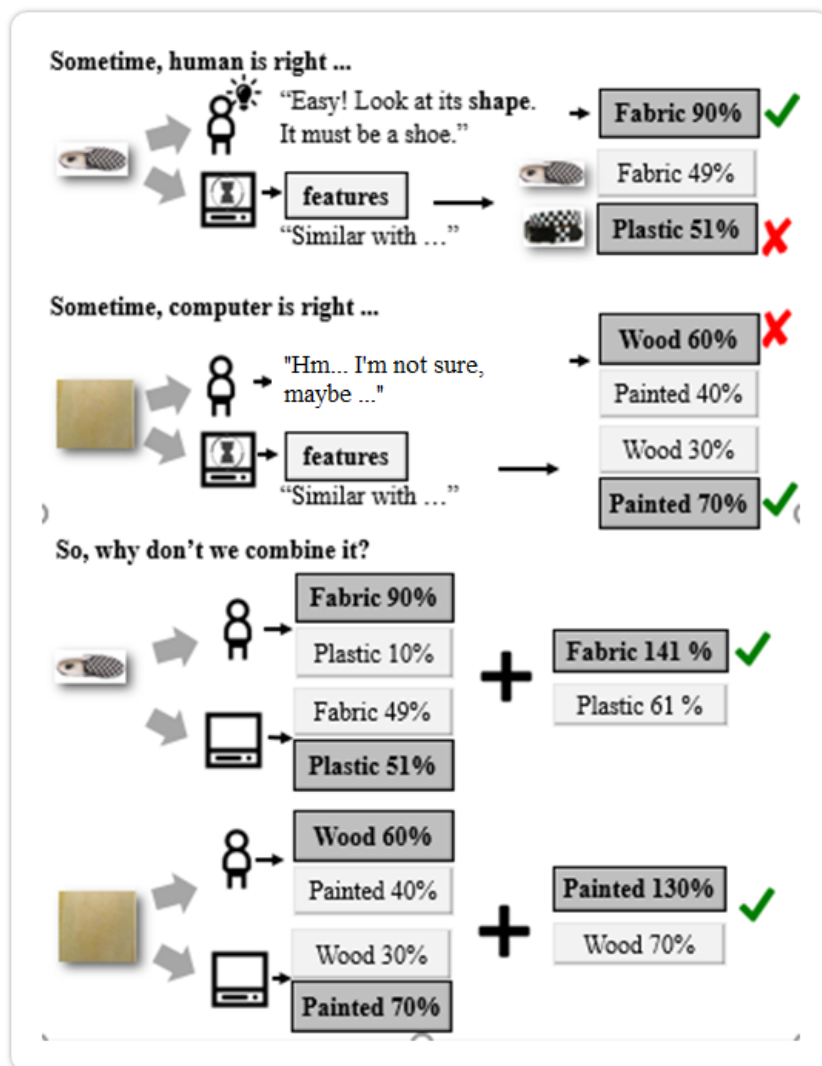 Sometime, human is right ...
“Easy! Look at its shape.
It must be a shoe.”
Fabric 90%
Fabric 49%
features
Plastic 51%
“Similar with …”
Sometime, computer is right ...
Wood 60%
"Hm... I'm not sure,
maybe ..."
Painted 40%
Wood 30%
features
“Similar with …”
Painted 70%
So, why don’t we combine it?
Fabric 90%
Plastic 10%
Fabric 49%
Plastic 51%
Fabric 141 %
Plastic 61 %
Wood 60%
Painted 40%
Wood 30%
Painted 70%
Painted 130%
Wood 70%